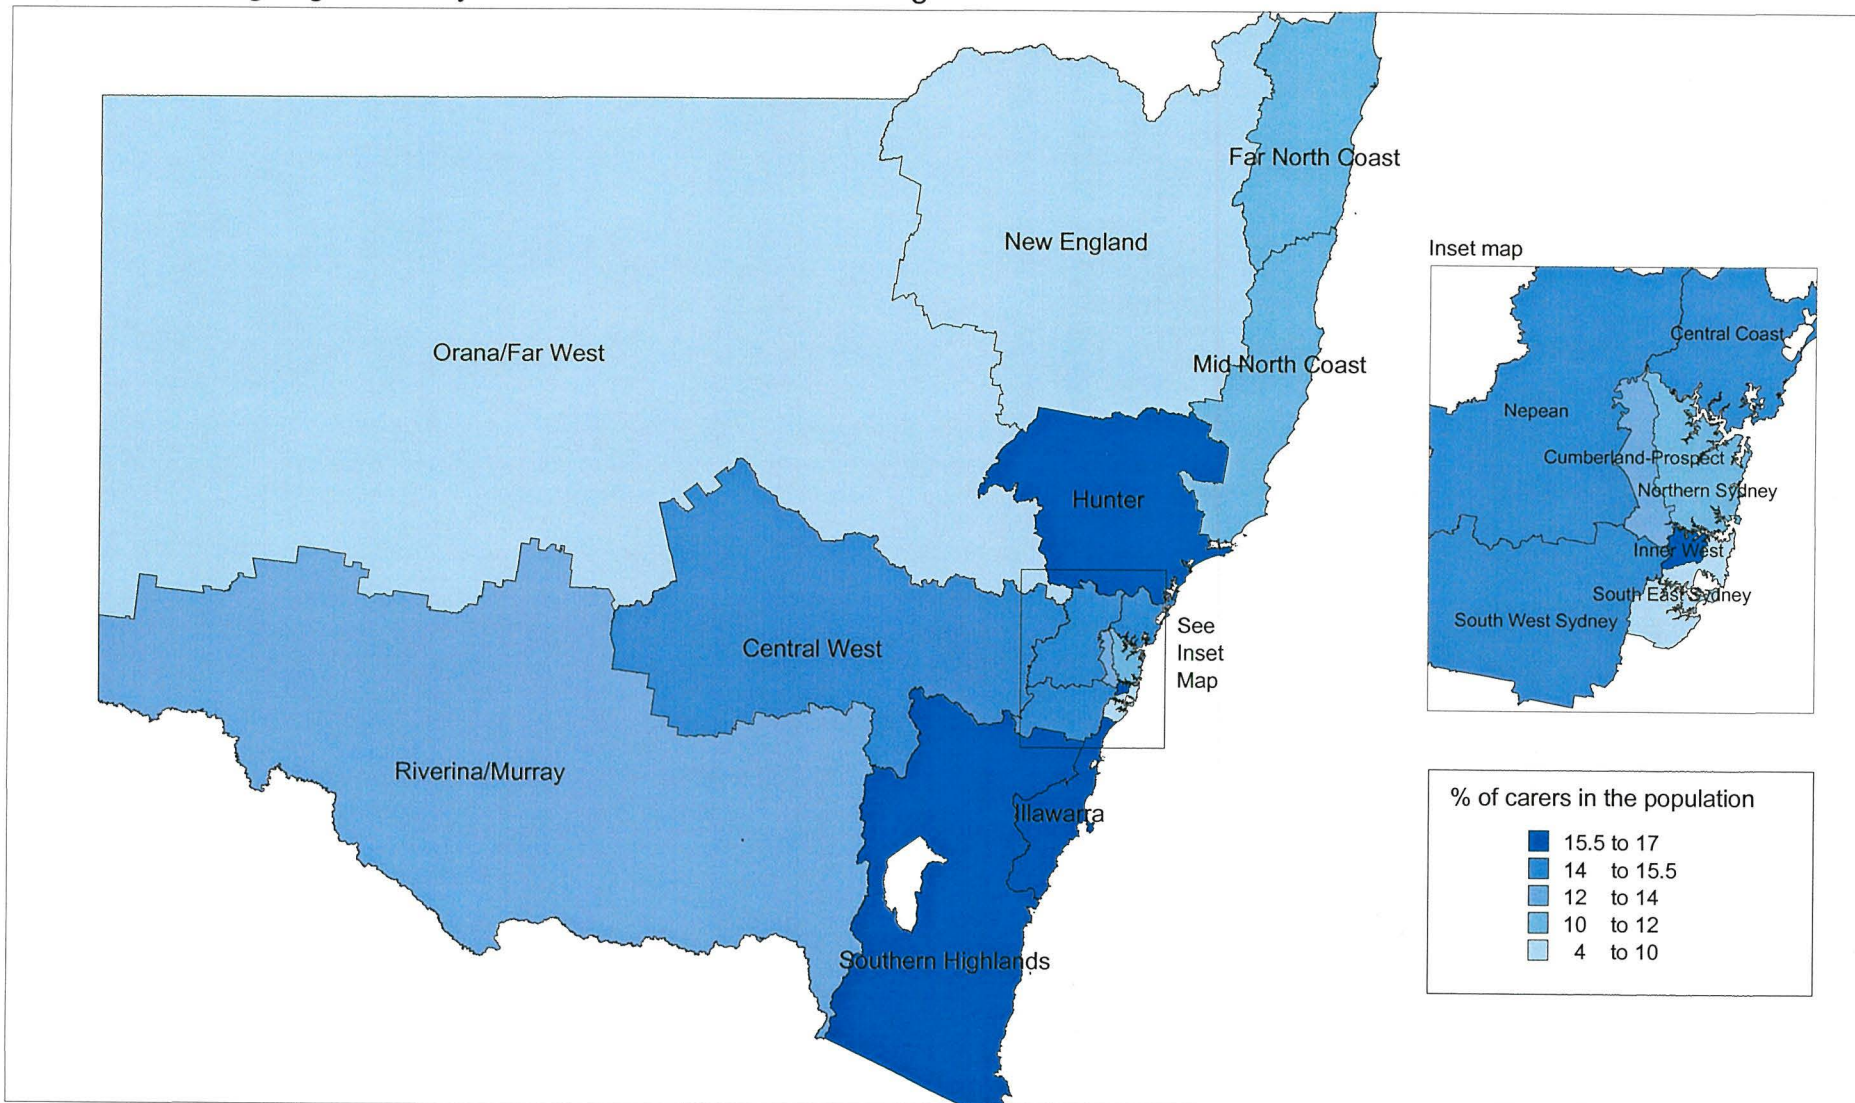 Far North Coast
New England
Inset map
Central Coast
Orana/Far West
Mid North Coast
Nepean
Cumberland-Prospect
Northern Sydney
Hunter
Inner West
South East Sydney
South West Sydney
Central West
See
Inset
Map
Riverina/Murray
Illawarra
Southern Highlands
% of carers in the population
15.5 to 17
14 to 15.5
12 to 14
10 to 12
4 to 10